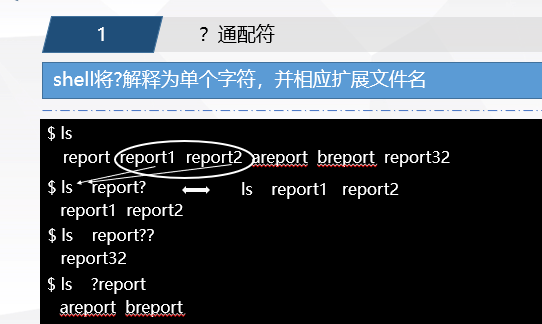 1 ? 通配符
shell将?解释为单个字符，并相应扩展文件名
$ ls
report report1 report2 areport breport report32
$ ls report? ls report1 report2
report1 report2
$ ls report??
report32
$ ls ?report
areport breport